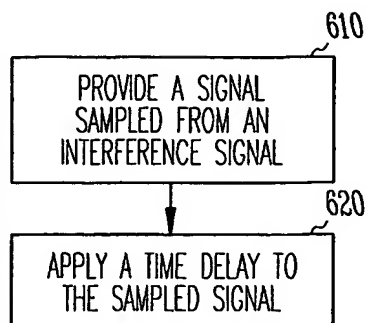 610
PROVIDE A SIGNAL
SAMPLED FROM AN
INTERFERENCE SIGNAL
620
APPLY A TIME DELAY TO
THE SAMPLED SIGNAL